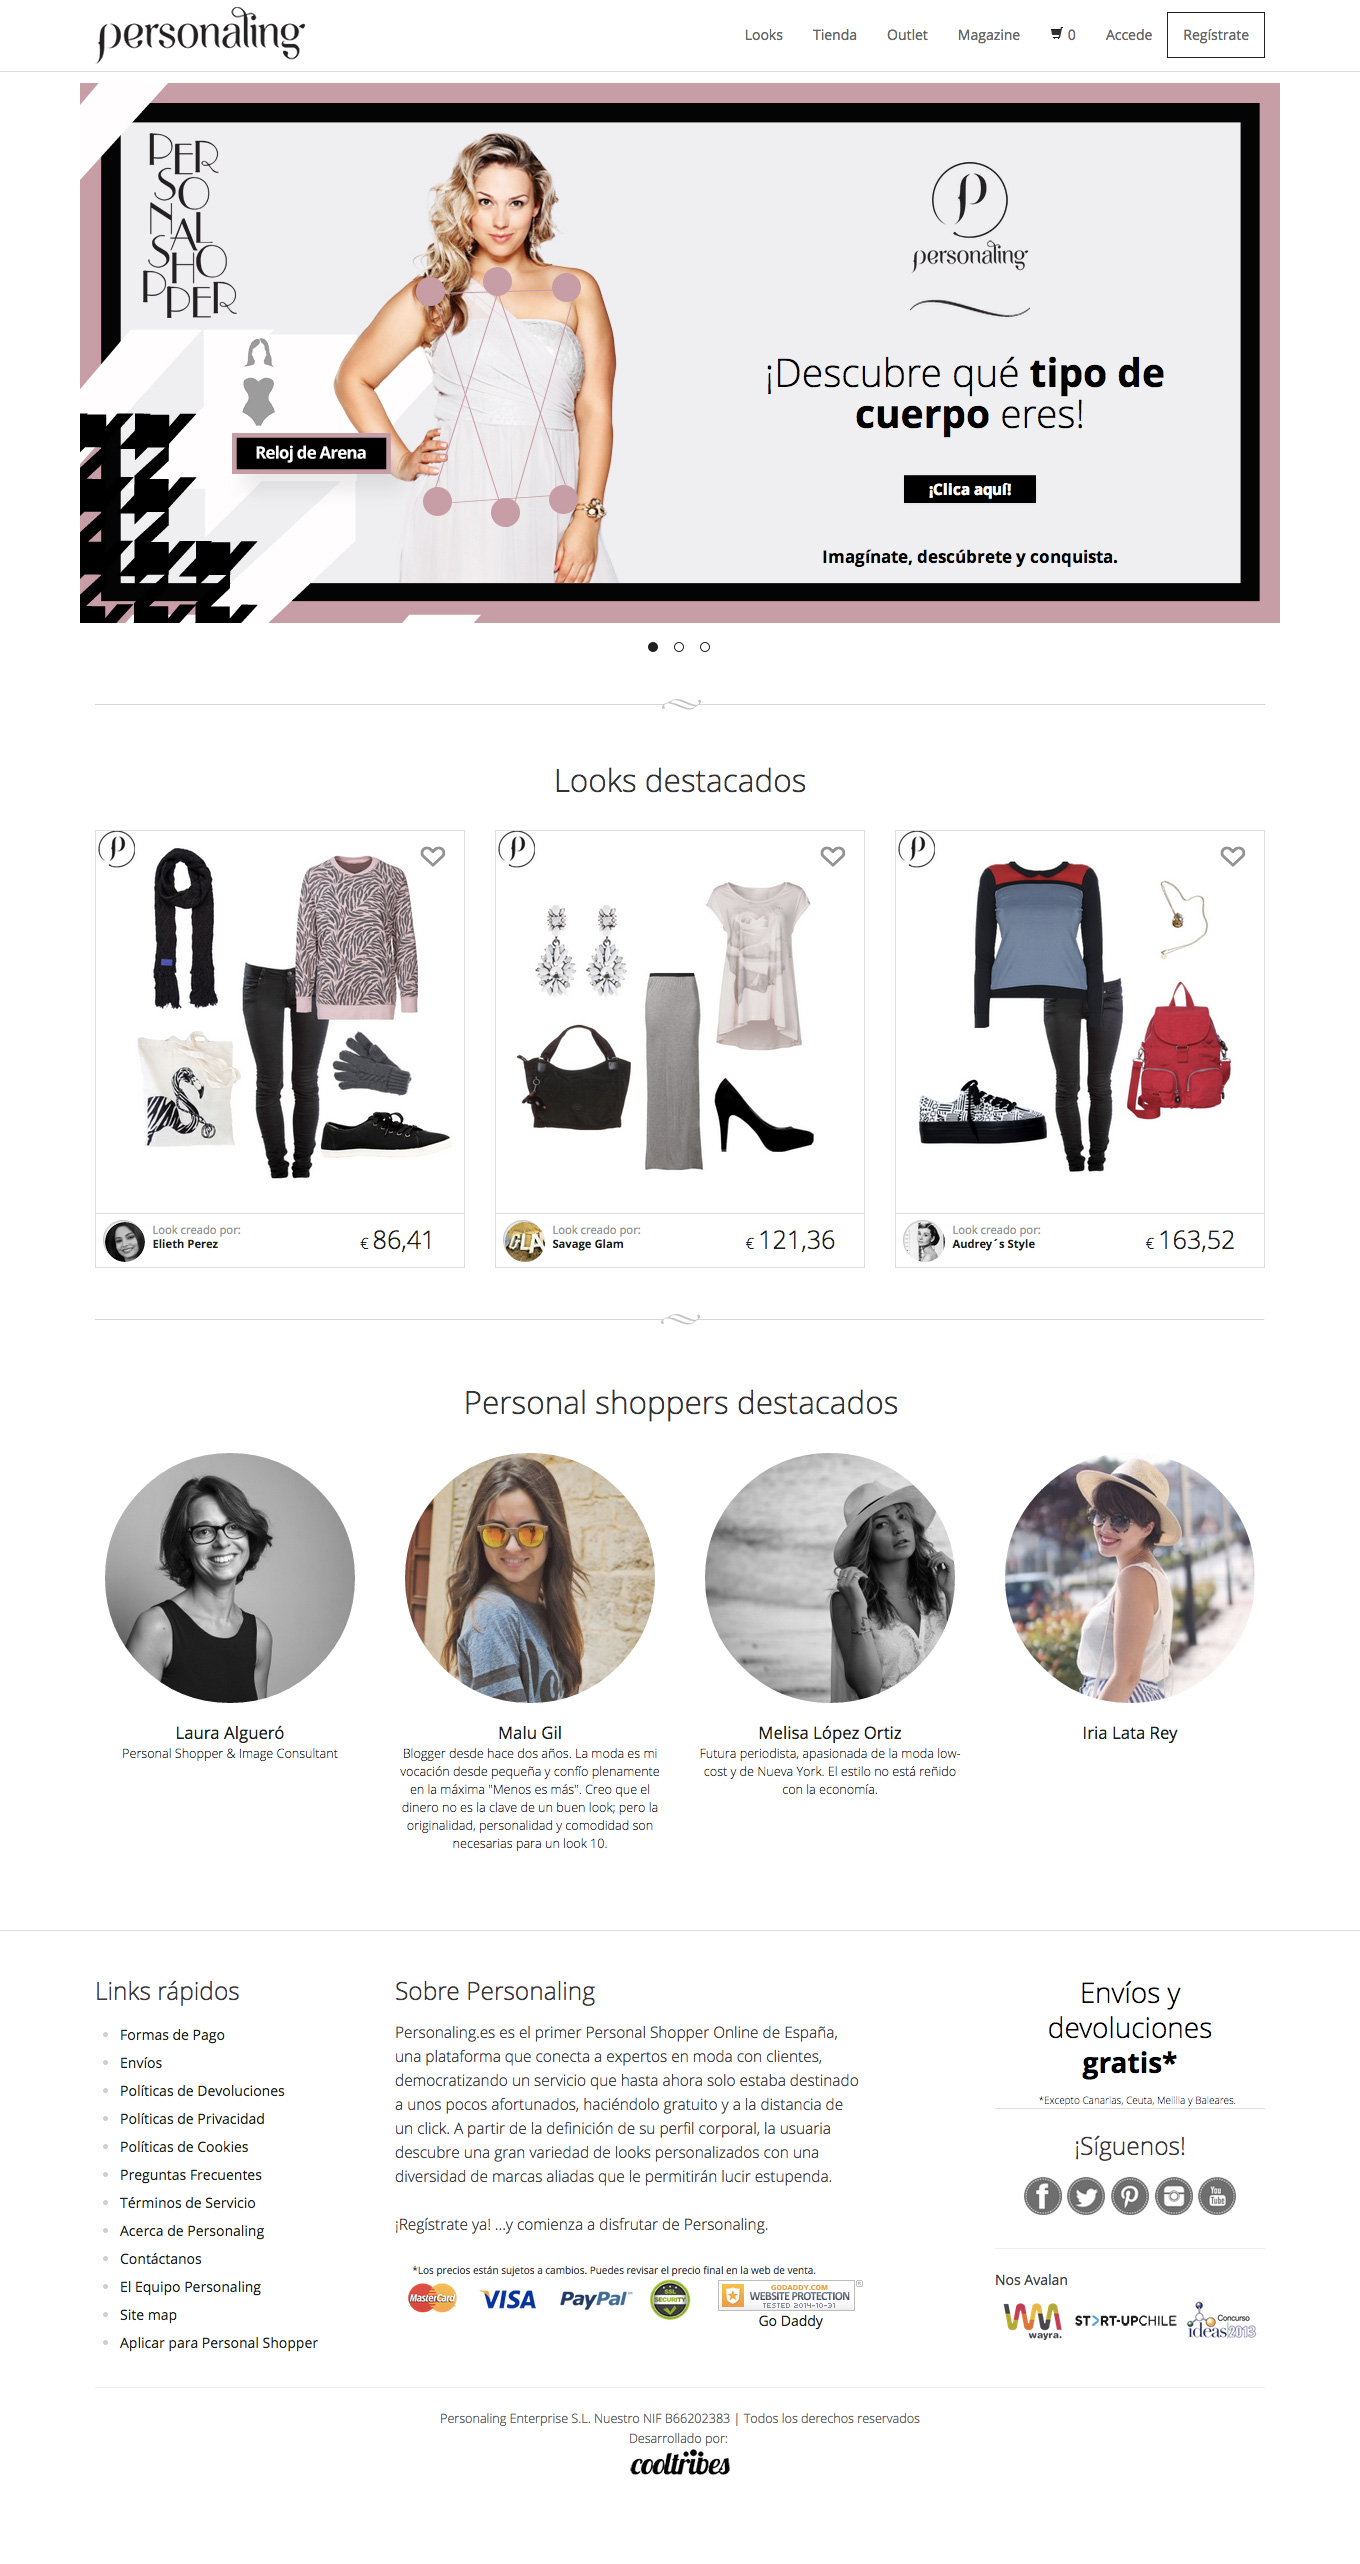 personaling
Looks Tienda Outlet Magazine 0 Accede Regístrate
PER
SO
NAL
SHO
PPER
P
personaling
¡Descubre qué tipo de
cuerpo eres!
Reloj de Arena
¡Clica aquí!
Imagínate, descúbrete y conquista.
Looks destacados
P
P
P
Look creado por:
Elieth Perez
€ 86,41
GLA
Look creado por:
Savage Glam
€ 121,36
Look creado por:
Audrey´s Style
€ 163,52
Personal shoppers destacados
Laura Algueró
Personal Shopper & Image Consultant
Malu Gil
Blogger desde hace dos años. La moda es mi
vocación desde pequeña y confío plenamente
en la máxima "Menos es más". Creo que el
dinero no es la clave de un buen look; pero la
originalidad, personalidad y comodidad son
necesarias para un look 10.
Melisa López Ortiz
Futura periodista, apasionada de la moda low-
cost y de Nueva York. El estilo no está reñido
con la economía.
Iria Lata Rey
Links rápidos
Formas de Pago
Envíos
Políticas de Devoluciones
Políticas de Privacidad
Políticas de Cookies
Preguntas Frecuentes
Términos de Servicio
Acerca de Personaling
Contáctanos
El Equipo Personaling
Site map
Aplicar para Personal Shopper
Sobre Personaling
Personaling.es es el primer Personal Shopper Online de España,
una plataforma que conecta a expertos en moda con clientes,
democratizando un servicio que hasta ahora solo estaba destinado
a unos pocos afortunados, haciéndolo gratuito y a la distancia de
un click. A partir de la definición de su perfil corporal, la usuaria
descubre una gran variedad de looks personalizados con una
diversidad de marcas aliadas que le permitirán lucir estupenda.
¡Regístrate ya! ...y comienza a disfrutar de Personaling.
*Los precios están sujetos a cambios. Puedes revisar el precio final en la web de venta.
MasterCard
VISA
PayPal
SSL
SECURITY
GODADDY.COM
WEBSITE PROTECTION
TESTED 2014-10-31
Go Daddy
Envíos y
devoluciones
gratis*
*Excepto Canarias, Ceuta, Melilla y Baleares.
¡Síguenos!
You
Tube
Nos Avalan
wayra.
START-UPCHILE
Concurso
ideas2013
Personaling Enterprise S.L. Nuestro NIF B66202383 | Todos los derechos reservados
Desarrollado por:
cooltribes